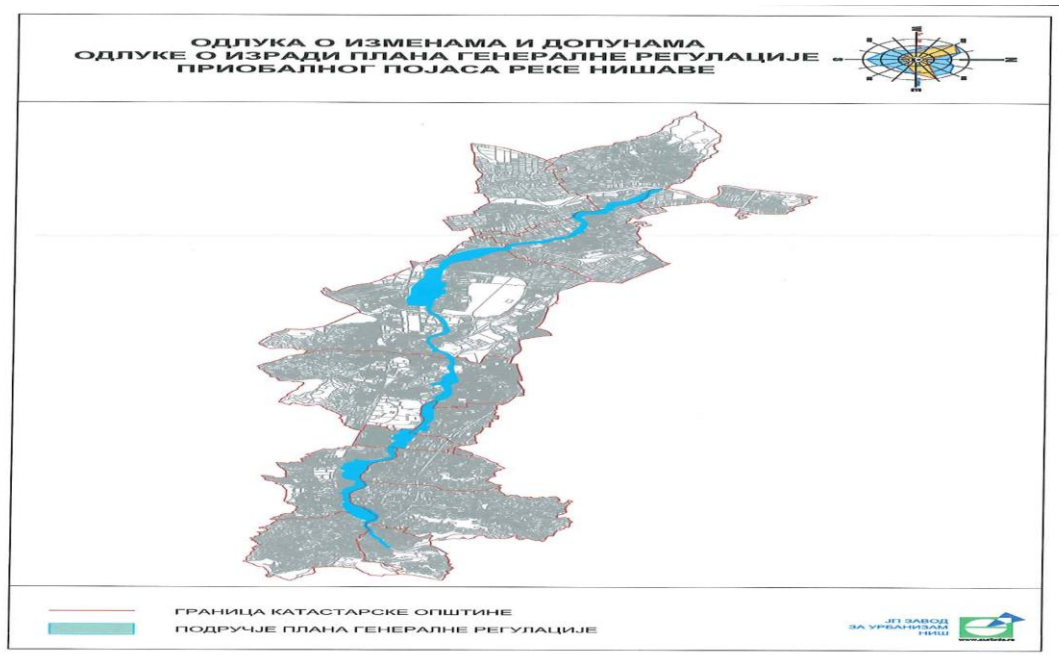 ОДЛУКА О ИЗМЕНАМА И ДОПУНАМА
ОДЛУКЕ О ИЗРАДИ ПЛАНА ГЕНЕРАЛНЕ РЕГУЛАЦИЈЕ
ПРИОБАЛНОГ ПОЈАСА РЕКЕ НИШАВЕ
ГРАНИЦА КАТАСТАРСКЕ ОПШТИНЕ
ПОДРУЧЈЕ ПЛАНА ГЕНЕРАЛНЕ РЕГУЛАЦИЈЕ
ЈП ЗАВОД
ЗА УРБАНИЗАМ
НИШ